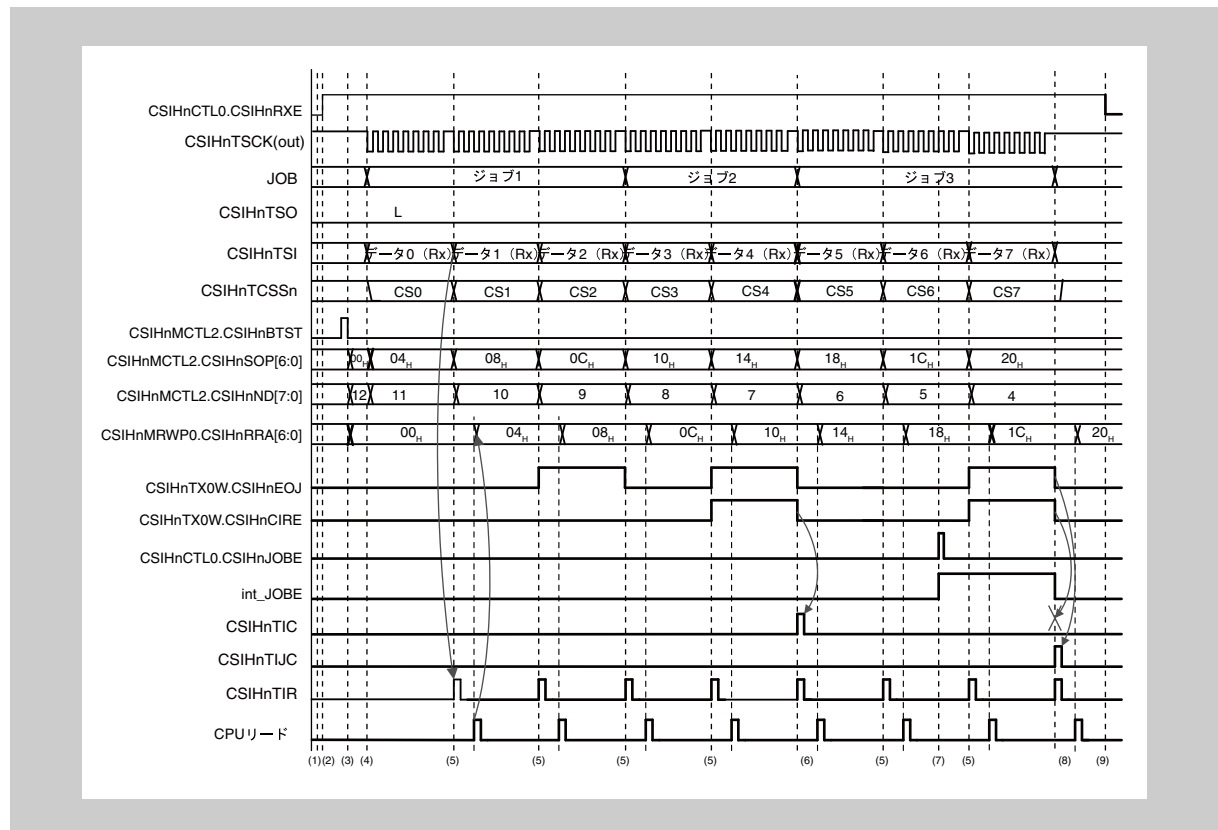 CSIHnCTL0.CSIHnRXE
CSIHnTSCK(out)
JOB ジョブ1 ジョブ2 ジョブ3
CSIHnTSO L
CSIHnTSI データ0（Rx） データ1（Rx） データ2（Rx） データ3（Rx） データ4（Rx） データ5（Rx） データ6（Rx） データ7（Rx）
CSIHnTCSSn CS0 CS1 CS2 CS3 CS4 CS5 CS6 CS7
CSIHnMCTL2.CSIHnBTST
CSIHnMCTL2.CSIHnSOP[6:0] 00H 04H 08H 0CH 10H 14H 18H 1CH 20H
CSIHnMCTL2.CSIHnND[7:0] 12 11 10 9 8 7 6 5 4
CSIHnMRWP0.CSIHnRRA[6:0] 00H 04H 08H 0CH 10H 14H 18H 1CH 20H
CSIHnTX0W.CSIHnEOJ
CSIHnTX0W.CSIHnCIRE
CSIHnCTL0.CSIHnJOBE
int_JOBE
CSIHnTIC
CSIHnTIJC
CSIHnTIR
CPUリード
(1) (2) (3) (4) (5) (5) (5) (5) (6) (5) (7) (5) (8) (9)